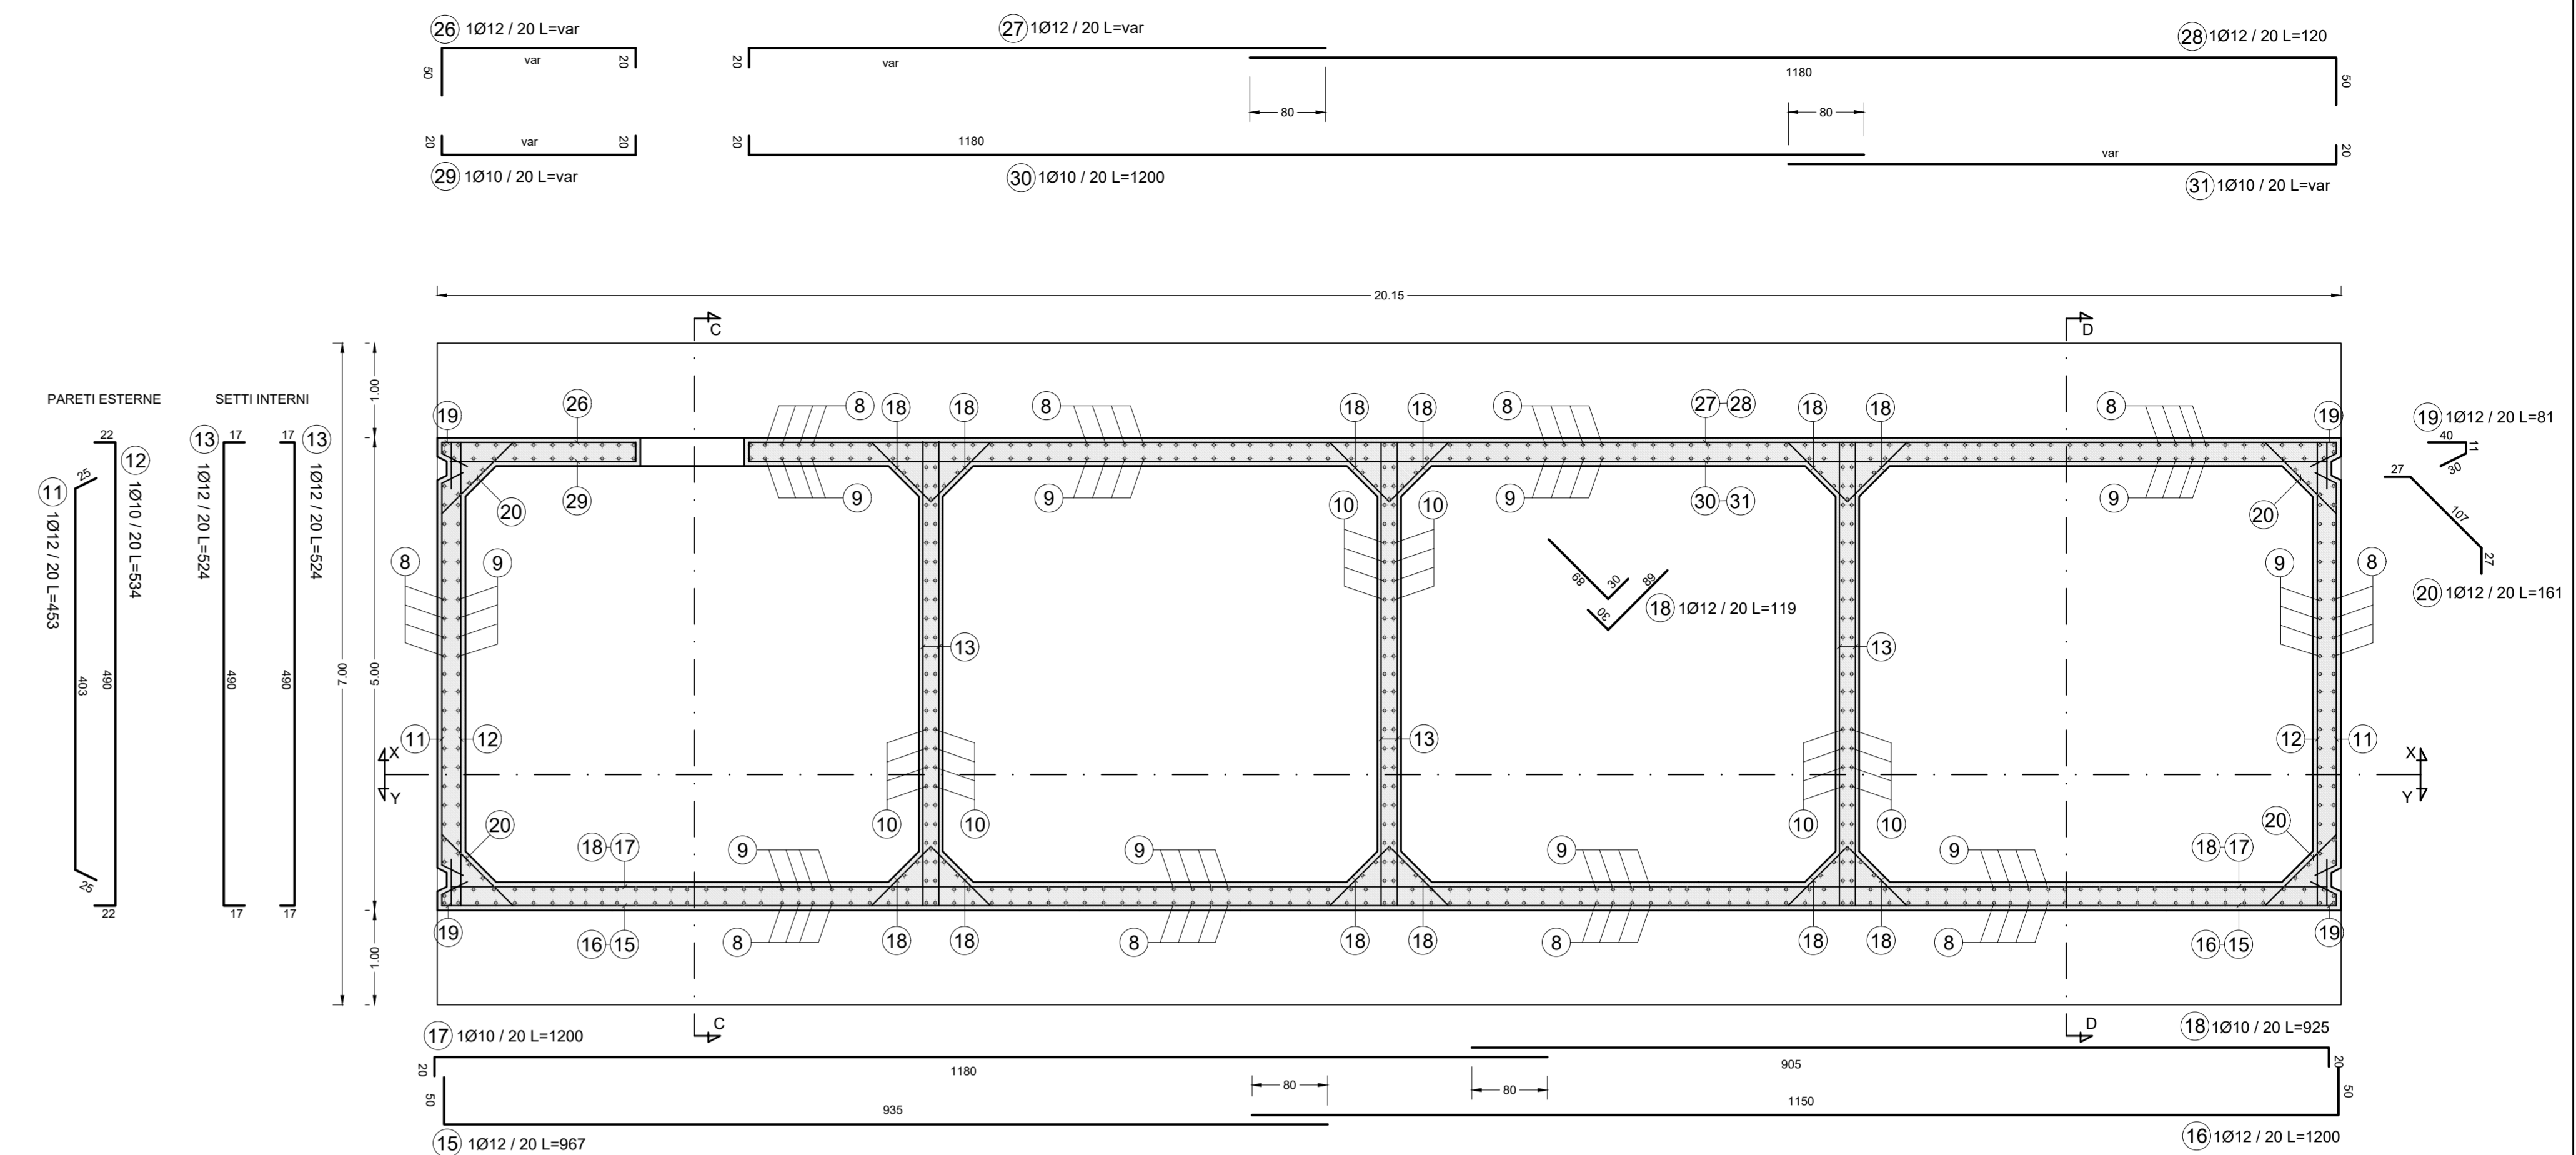 26 1Ø12 / 20 L=var
27 1Ø12 / 20 L=var
28 1Ø12 / 20 L=120
50 var 20
20 var
1180 50
80
80
20 var 20
20 1180
var 20
29 1Ø10 / 20 L=var
30 1Ø10 / 20 L=1200
31 1Ø10 / 20 L=var
20.15
C
D
1.00
5.00
7.00
1.00
PARETI ESTERNE
SETTI INTERNI
22
12 1Ø10 / 20 L=534
490
22
25
11 1Ø12 / 20 L=453
403
25
13 1Ø12 / 20 L=524
17
490
17
13 1Ø12 / 20 L=524
17
490
17
19 26 8 18 18 8 18 18 8 27-28 18 18 8 19
20 29 9 9 10 10 9 30-31 9 20
8 9
9 8
13 13 13
11 12
12 11
X X
Y Y
10 10 10 10
20 20
18-17 9 9 9 9 18-17
19 16-15 8 18 18 8 18 18 8 18 18 8 16-15 19
89
30
30
89
18 1Ø12 / 20 L=119
19 1Ø12 / 20 L=81
40
11
30
27
107
27
20 1Ø12 / 20 L=161
C
D
17 1Ø10 / 20 L=1200
18 1Ø10 / 20 L=925
20 1180
905 20
80
80
50 935
1150 50
15 1Ø12 / 20 L=967
16 1Ø12 / 20 L=1200